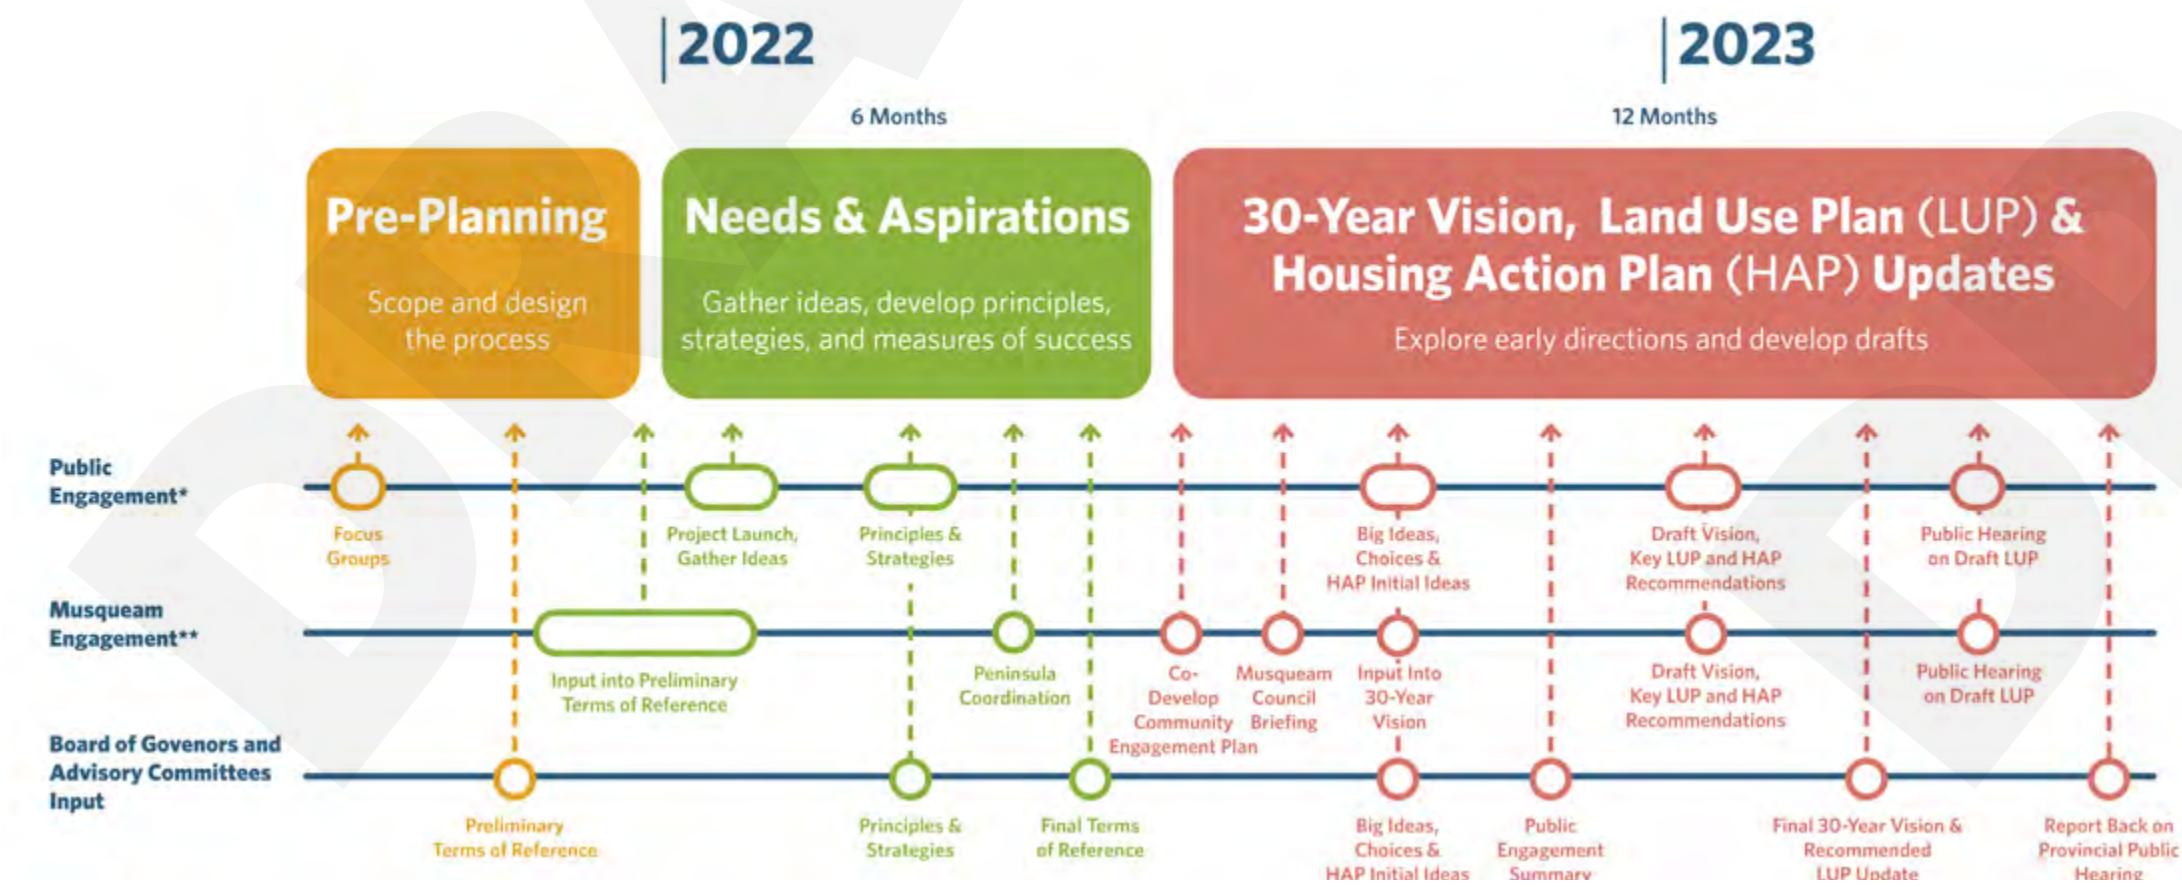 2022
2023
6 Months
12 Months
Pre-Planning
Scope and design
the process
Needs & Aspirations
Gather ideas, develop principles,
strategies, and measures of success
30-Year Vision, Land Use Plan (LUP) &
Housing Action Plan (HAP) Updates
Explore early directions and develop drafts
Public
Engagement*
Focus
Groups
Project Launch,
Gather Ideas
Principles &
Strategies
Big Ideas,
Choices &
HAP Initial Ideas
Draft Vision,
Key LUP and HAP
Recommendations
Public Hearing
on Draft LUP
Musqueam
Engagement**
Input into Preliminary
Terms of Reference
Peninsula
Coordination
Co-
Develop
Community
Engagement Plan
Musqueam
Council
Briefing
Input Into
30-Year
Vision
Draft Vision,
Key LUP and HAP
Recommendations
Public Hearing
on Draft LUP
Board of Govenors and
Advisory Committees
Input
Preliminary
Terms of Reference
Principles &
Strategies
Final Terms
of Reference
Big Ideas,
Choices &
HAP Initial Ideas
Public
Engagement
Summary
Final 30-Year Vision &
Recommended
LUP Update
Report Back on
Provincial Public
Hearing